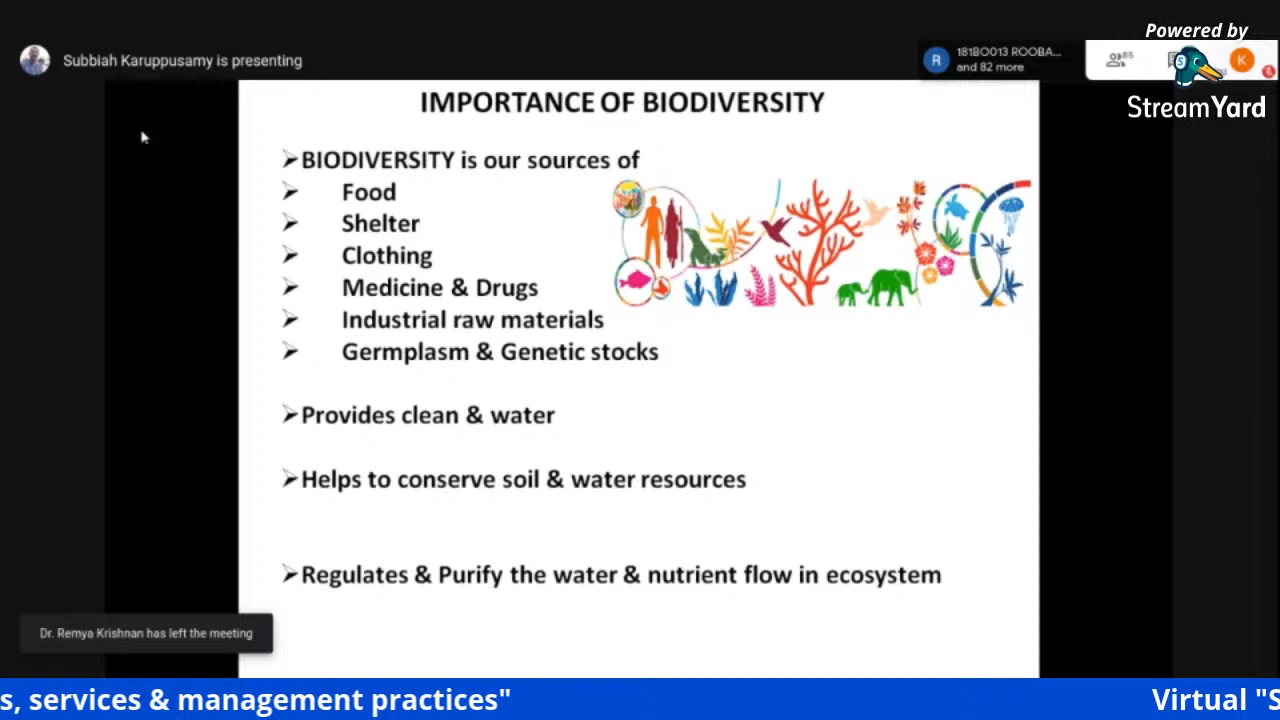 Powered by
StreamYard
Subbiah Karuppusamy is presenting
R
181BO013 ROOBA...
and 82 more
85
K
IMPORTANCE OF BIODIVERSITY
➢BIODIVERSITY is our sources of
➢ Food
➢ Shelter
➢ Clothing
➢ Medicine & Drugs
➢ Industrial raw materials
➢ Germplasm & Genetic stocks
➢Provides clean & water
➢Helps to conserve soil & water resources
➢Regulates & Purify the water & nutrient flow in ecosystem
Dr. Remya Krishnan has left the meeting
s, services & management practices" Virtual "S